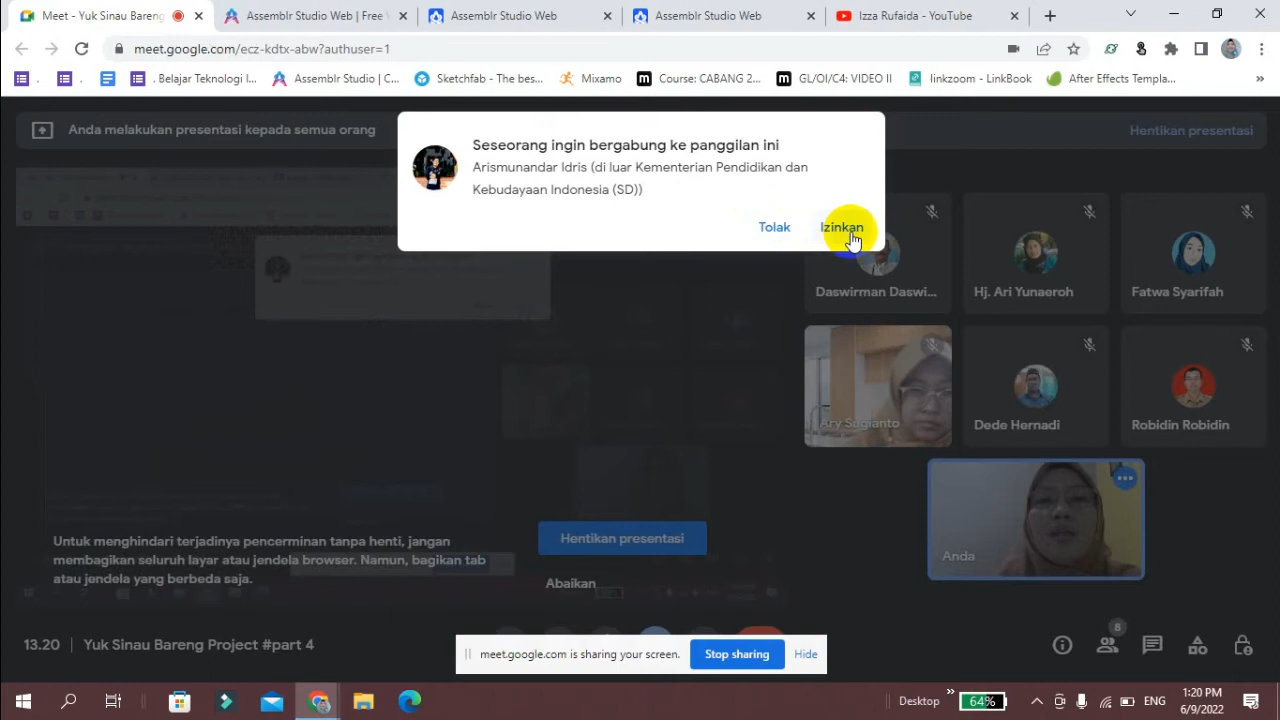 Meet - Yuk Sinau Bareng
Assemblr Studio Web | Free
Assemblr Studio Web
Assemblr Studio Web
Izza Rufaida - YouTube
meet.google.com/ecz-kdtx-abw?authuser=1
. Belajar Teknologi I...
Assemblr Studio | C...
Sketchfab - The bes...
Mixamo
Course: CABANG 2...
GL/OI/C4: VIDEO II
linkzoom — LinkBook
After Effects Templa...
Anda melakukan presentasi kepada semua orang
Hentikan presentasi
Seseorang ingin bergabung ke panggilan ini
Arismunandar Idris (di luar Kementerian Pendidikan dan
Kebudayaan Indonesia (SD))
Tolak
Izinkan
Daswirman Daswi...
Hj. Ari Yunaeroh
Fatwa Syarifah
Ary Sugianto
Dede Hernadi
Robidin Robidin
Anda
Untuk menghindari terjadinya pencerminan tanpa henti, jangan
membagikan seluruh layar atau jendela browser. Namun, bagikan tab
atau jendela yang berbeda saja.
Hentikan presentasi
Abaikan
13.20 | Yuk Sinau Bareng Project #part 4
8
meet.google.com is sharing your screen.
Stop sharing
Hide
Desktop
64%
ENG
1:20 PM
6/9/2022